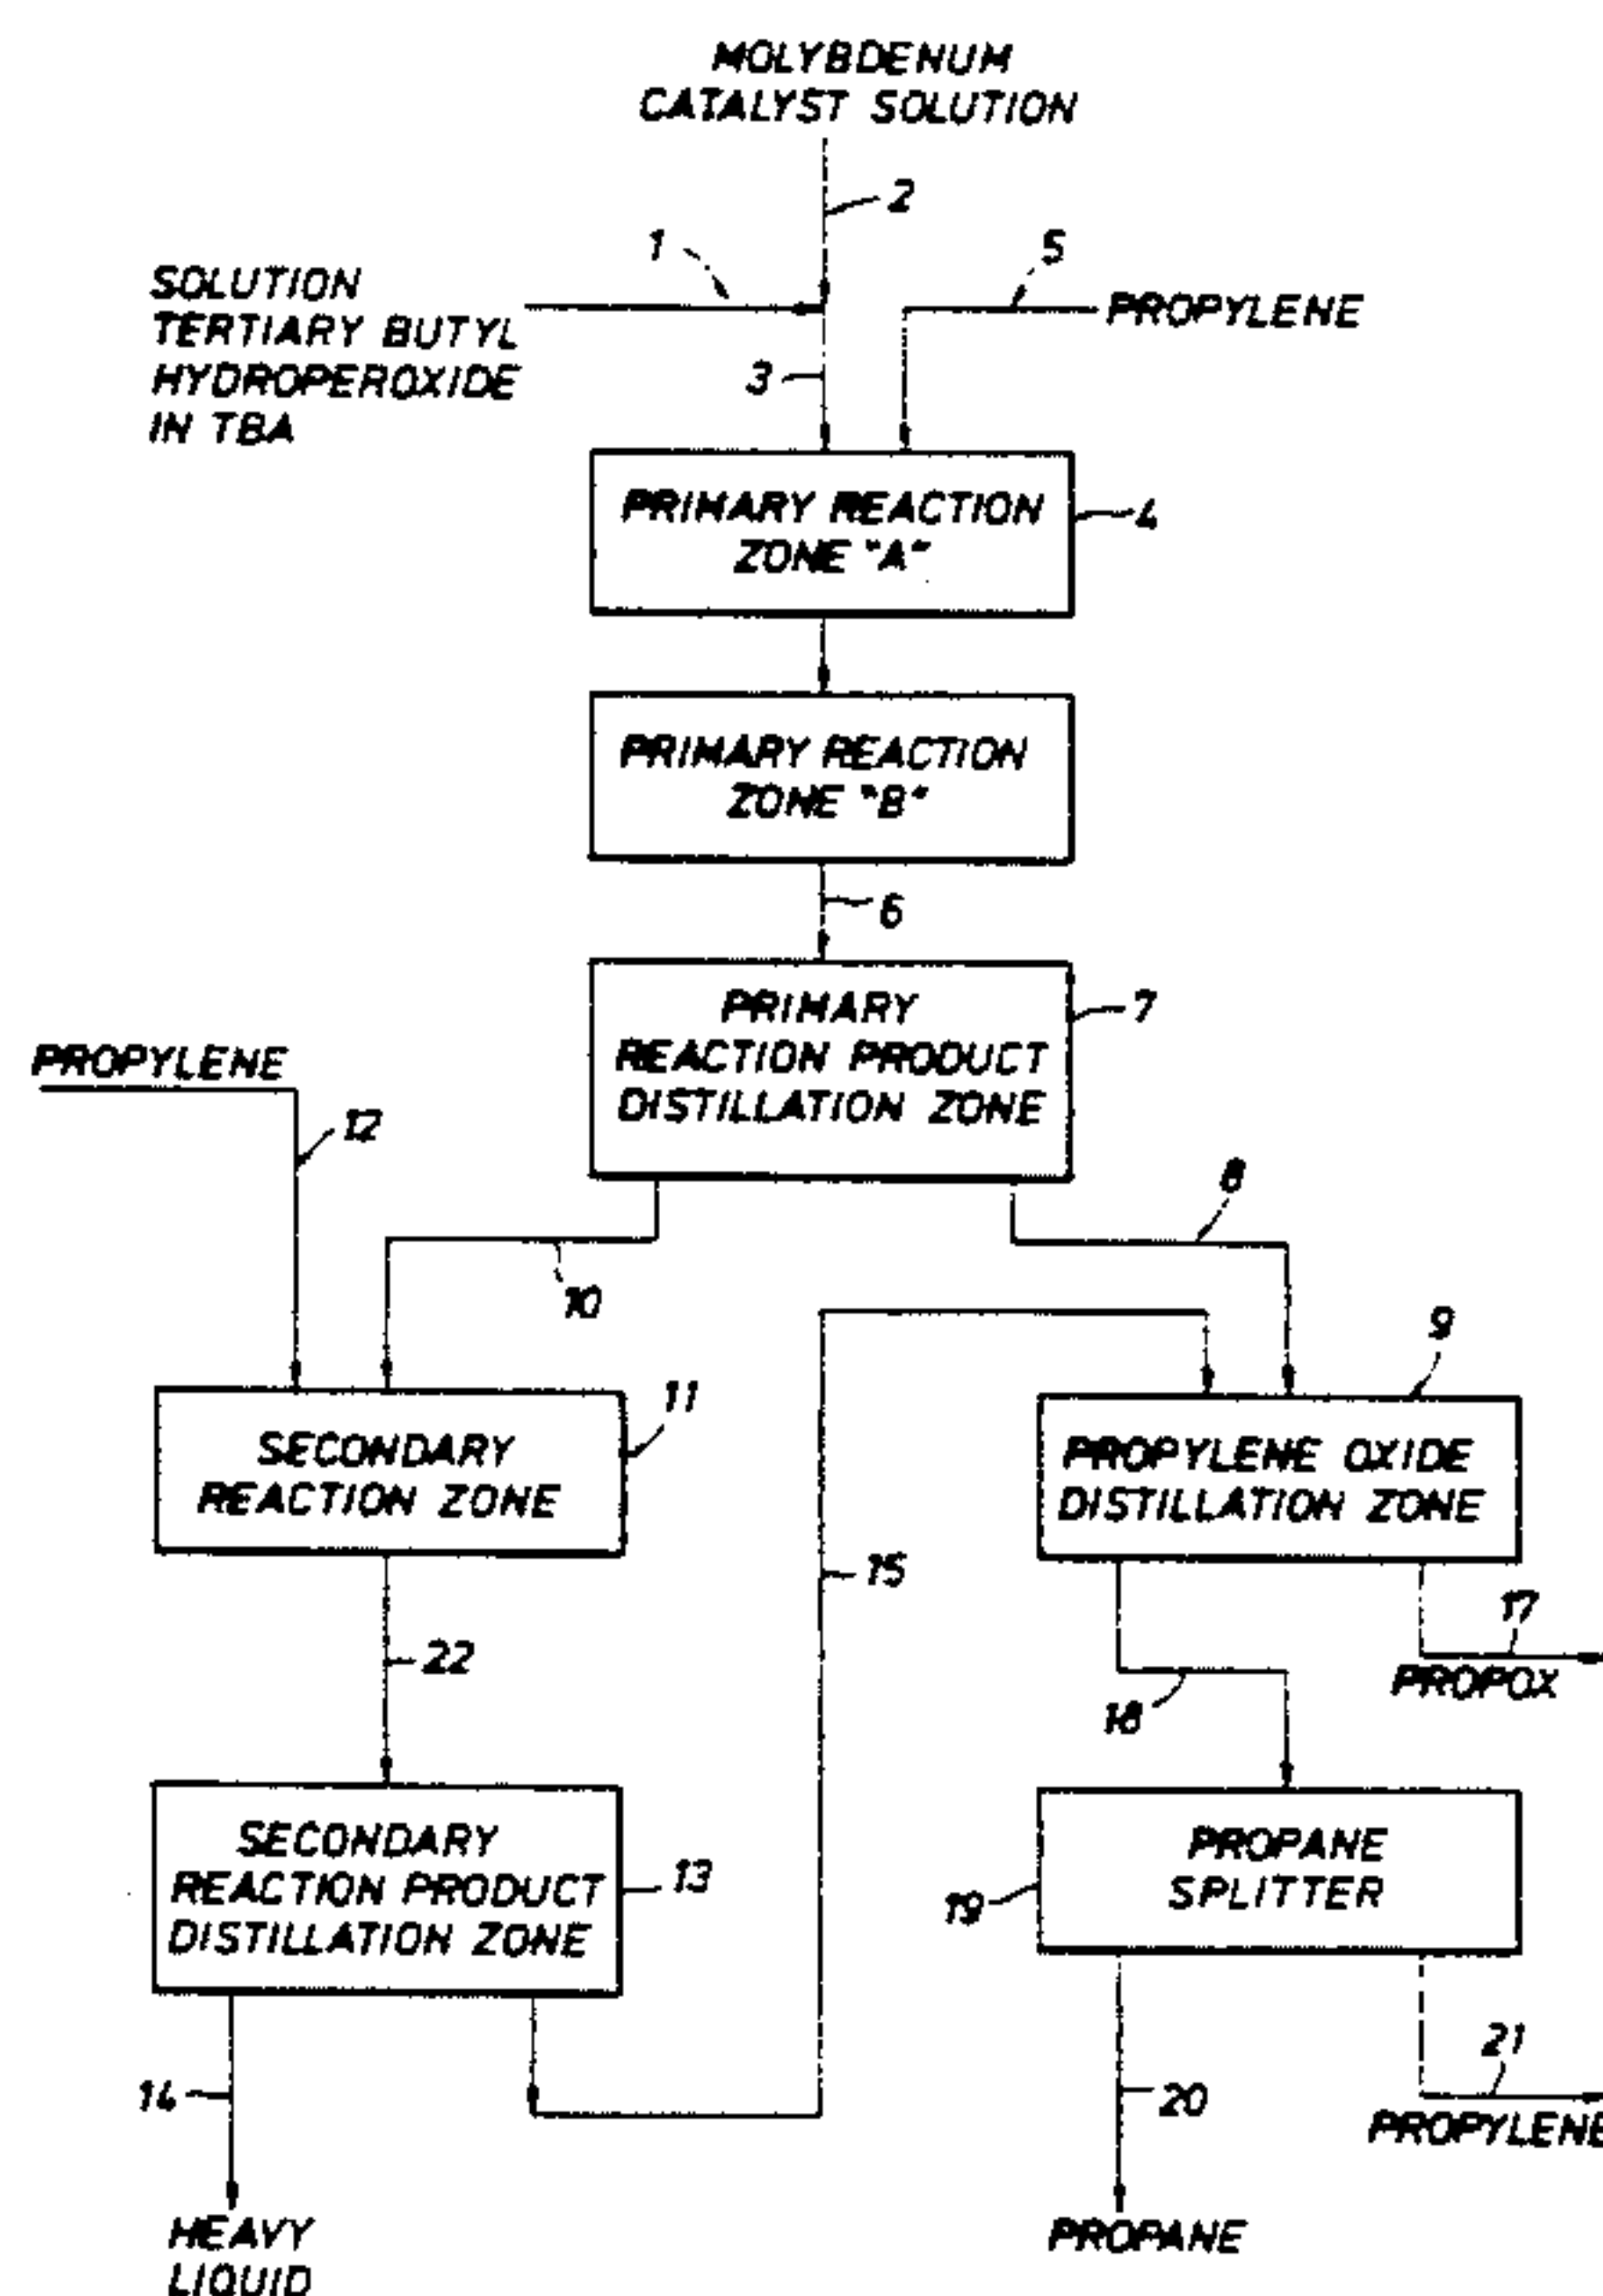 MOLYBDENUM
CATALYST SOLUTION
2
1
5
SOLUTION
TERTIARY BUTYL
HYDROPEROXIDE
IN TBA
PROPYLENE
3
PRIMARY REACTION
ZONE "A"
4
PRIMARY REACTION
ZONE "B"
6
PRIMARY
REACTION PRODUCT
DISTILLATION ZONE
7
PROPYLENE
12
8
10
9
11
SECONDARY
REACTION ZONE
PROPYLENE OXIDE
DISTILLATION ZONE
15
17
22
PROPOX
18
SECONDARY
REACTION PRODUCT
DISTILLATION ZONE
13
PROPANE
SPLITTER
19
21
14
20
PROPYLENE
HEAVY
LIQUID
PROPANE